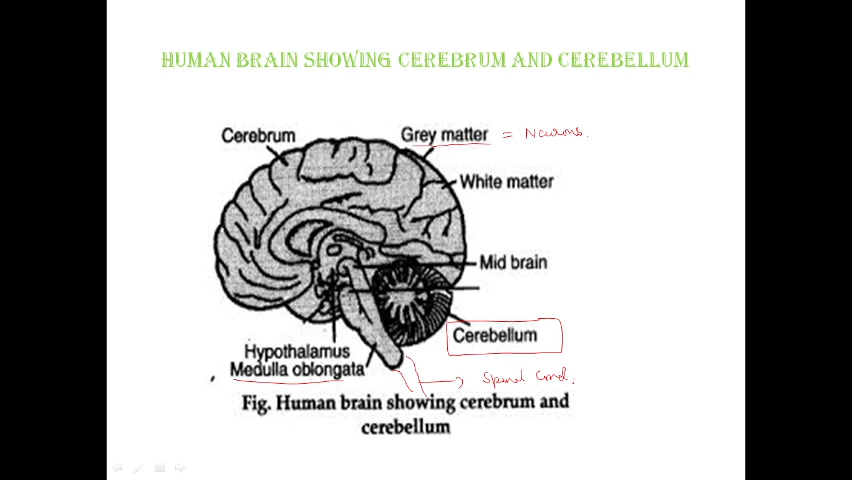 HUMAN BRAIN SHOWING CEREBRUM AND CEREBELLUM
Cerebrum
Grey matter = Neurons.
White matter
Mid brain
Cerebellum
Hypothalamus
Medulla oblongata
Spinal Cord.
Fig. Human brain showing cerebrum and
cerebellum